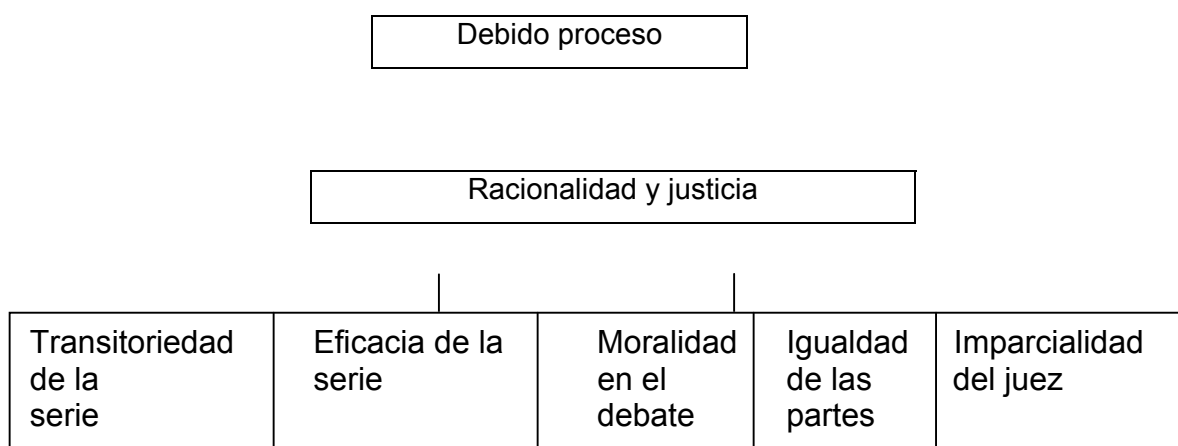 Debido proceso
Racionalidad y justicia
Transitoriedad
de la
serie
Eficacia de la
serie
Moralidad
en el
debate
Igualdad
de las
partes
Imparcialidad
del juez